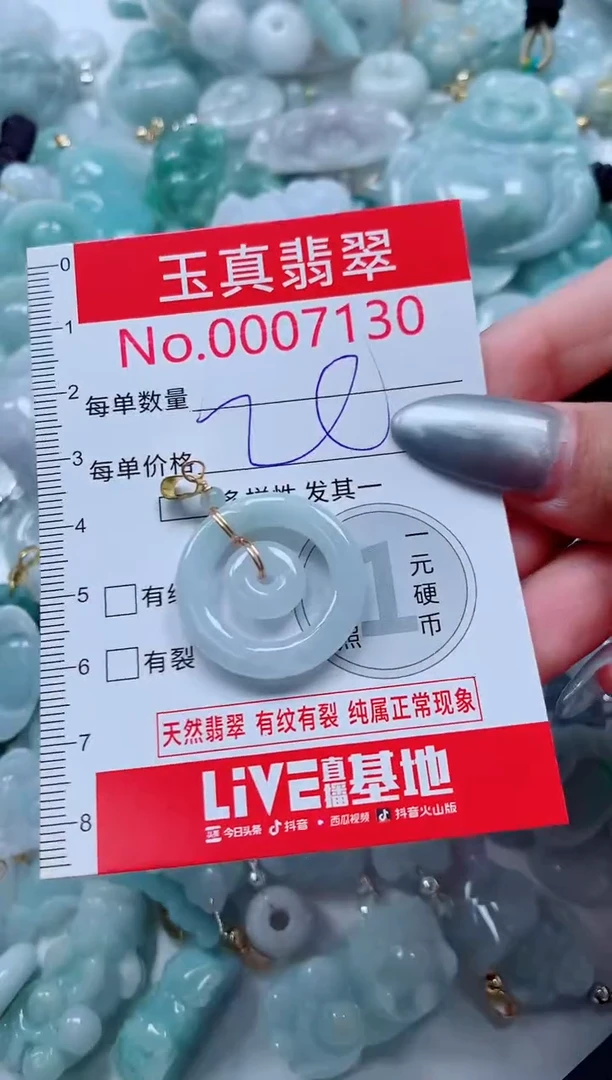 玉真翡翠
No.0007130
每单数量
每单价格
多样性 发其一
有纹
有裂
照
1
一元硬币
天然翡翠 有纹有裂 纯属正常现象
LiVE直播基地
今日头条 抖音 西瓜视频 抖音火山版
0
1
2
3
4
5
6
7
8